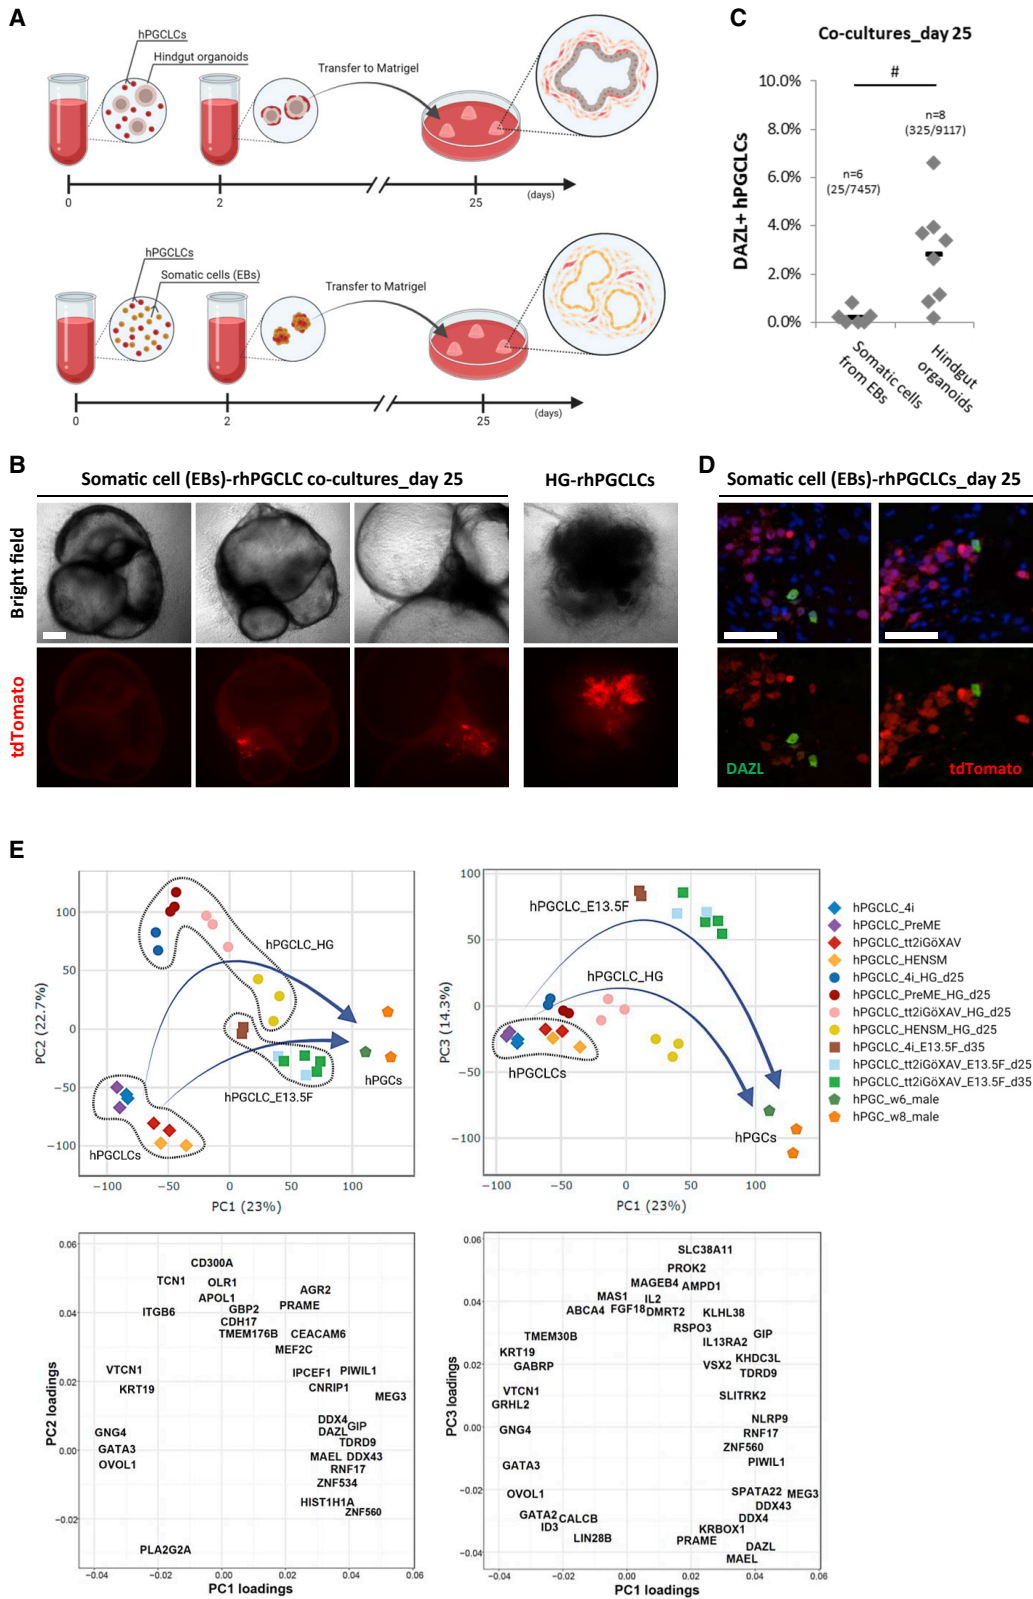 A
hPGCLCs
Hindgut organoids
Transfer to Matrigel
0
2
25
(days)
hPGCLCs
Somatic cells (EBs)
Transfer to Matrigel
0
2
25
(days)
C
Co-cultures_day 25
#
DAZL+ hPGCLCs
10.0%
8.0%
6.0%
4.0%
2.0%
0.0%
n=6
(25/7457)
n=8
(325/9117)
Somatic cells
from EBs
Hindgut
organoids
B
Somatic cell (EBs)-rhPGCLC co-cultures_day 25
HG-rhPGCLCs
Bright field
tdTomato
D
Somatic cell (EBs)-rhPGCLCs_day 25
DAZL
tdTomato
E
PC2 (22.7%)
100
50
0
−50
−100
hPGCLC_HG
hPGCLC_E13.5F
hPGCs
hPGCLCs
−100
−50
0
50
100
PC1 (23%)
PC3 (14.3%)
100
50
0
−50
−100
hPGCLC_E13.5F
hPGCLC_HG
hPGCLCs
hPGCs
−100
−50
0
50
100
PC1 (23%)
hPGCLC_4i
hPGCLC_PreME
hPGCLC_tt2iGöXAV
hPGCLC_HENSM
hPGCLC_4i_HG_d25
hPGCLC_PreME_HG_d25
hPGCLC_tt2iGöXAV_HG_d25
hPGCLC_HENSM_HG_d25
hPGCLC_4i_E13.5F_d35
hPGCLC_tt2iGöXAV_E13.5F_d25
hPGCLC_tt2iGöXAV_E13.5F_d35
hPGC_w6_male
hPGC_w8_male
PC2 loadings
0.06
0.04
0.02
0.00
−0.02
CD300A
TCN1
OLR1
AGR2
APOL1
PRAME
ITGB6
GBP2
CDH17
TMEM176B
CEACAM6
MEF2C
VTCN1
IPCEF1
PIWIL1
KRT19
CNRIP1
MEG3
DDX4
GIP
GNG4
DAZL
TDRD9
GATA3
MAEL
DDX43
OVOL1
RNF17
ZNF534
HIST1H1A
ZNF560
PLA2G2A
−0.04
−0.02
0.00
0.02
0.04
0.06
PC1 loadings
PC3 loadings
0.06
0.04
0.02
0.00
−0.02
−0.04
SLC38A11
PROK2
MAGEB4
AMPD1
MAS1
IL2
ABCA4
FGF18
DMRT2
KLHL38
RSPO3
GIP
TMEM30B
IL13RA2
KRT19
KHDC3L
GABRP
VSX2
TDRD9
VTCN1
SLITRK2
GRHL2
NLRP9
GNG4
RNF17
ZNF560
GATA3
PIWIL1
OVOL1
SPATA22
MEG3
DDX43
GATA2
CALCB
DDX4
ID3
KRBOX1
LIN28B
PRAME
DAZL
MAEL
−0.04
−0.02
0.00
0.02
0.04
0.06
PC1 loadings